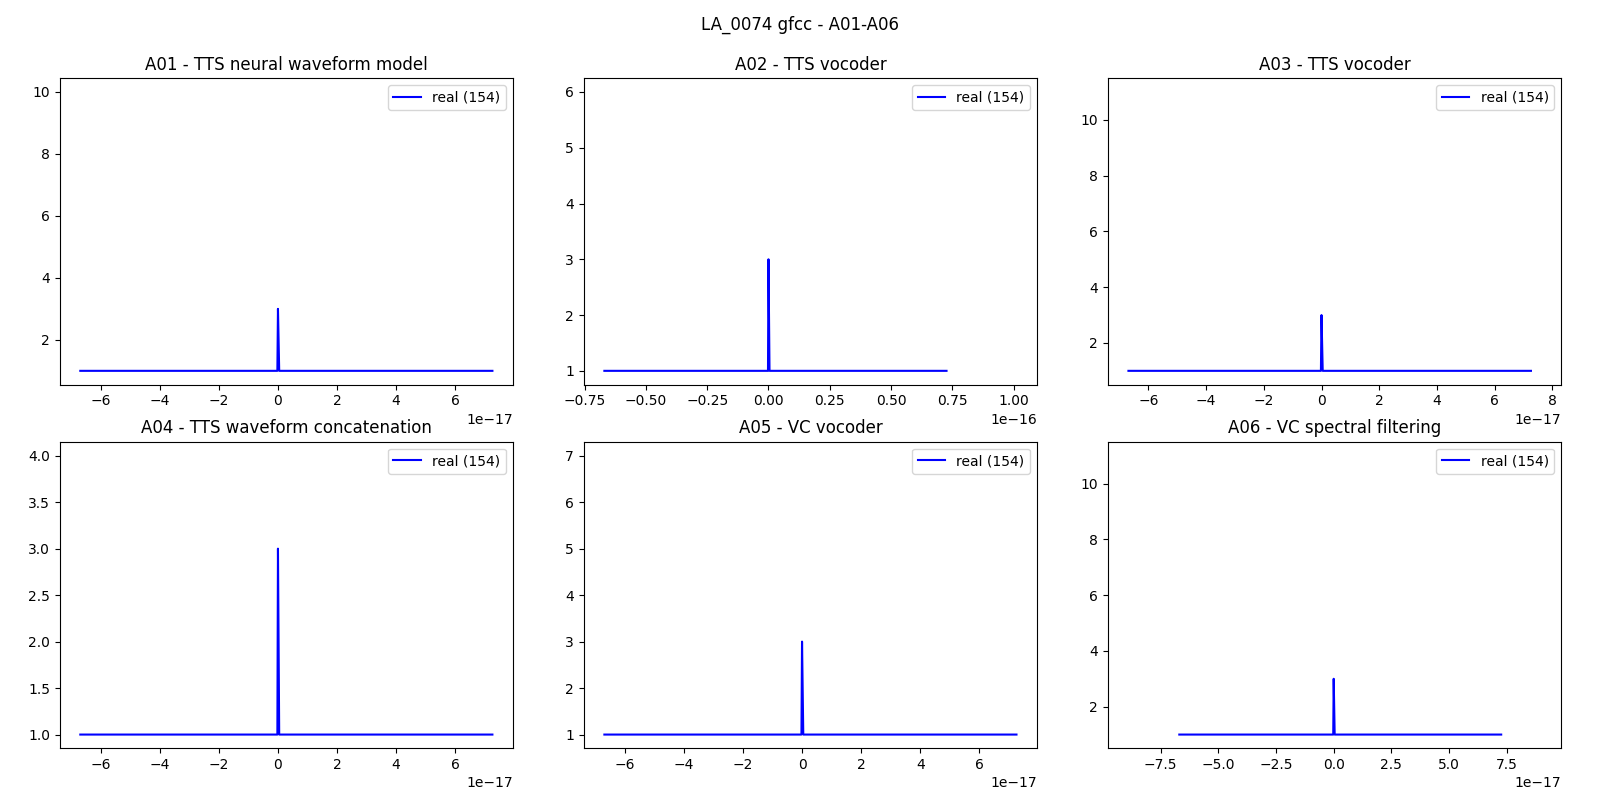 LA_0074 gfcc - A01-A06
A01 - TTS neural waveform model
real (154)
10
8
6
4
2
−6 −4 −2 0 2 4 6
1e−17
A02 - TTS vocoder
real (154)
6
5
4
3
2
1
−0.75 −0.50 −0.25 0.00 0.25 0.50 0.75 1.00
1e−16
A03 - TTS vocoder
real (154)
10
8
6
4
2
−6 −4 −2 0 2 4 6 8
1e−17
A04 - TTS waveform concatenation
real (154)
4.0
3.5
3.0
2.5
2.0
1.5
1.0
−6 −4 −2 0 2 4 6
1e−17
A05 - VC vocoder
real (154)
7
6
5
4
3
2
1
−6 −4 −2 0 2 4 6
1e−17
A06 - VC spectral filtering
real (154)
10
8
6
4
2
−7.5 −5.0 −2.5 0.0 2.5 5.0 7.5
1e−17